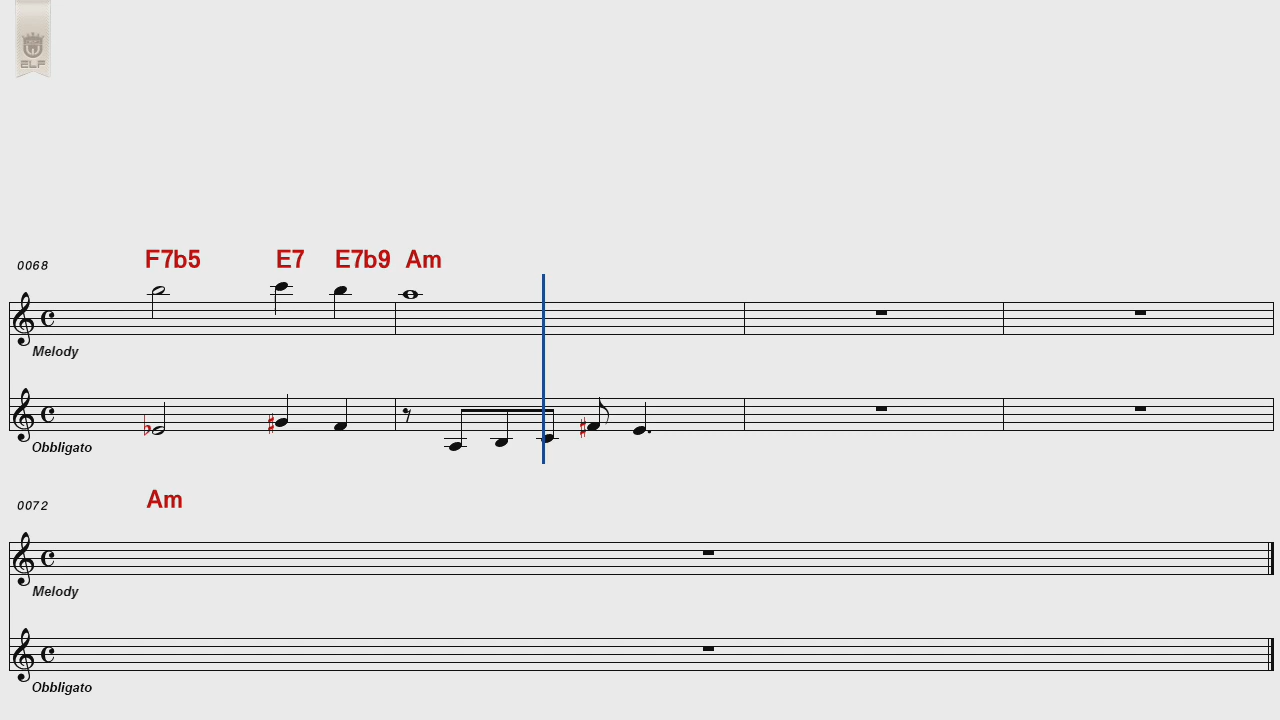 ELF
0068 F7b5 E7 E7b9 Am
Melody
Obbligato
0072 Am
Melody
Obbligato